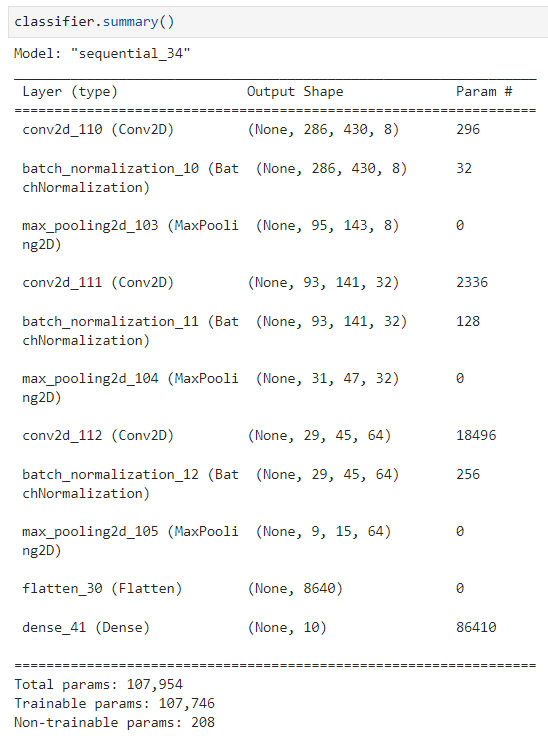 classifier.summary()
Model: "sequential_34"
Layer (type) Output Shape Param #
conv2d_110 (Conv2D) (None, 286, 430, 8) 296
batch_normalization_10 (Bat (None, 286, 430, 8) 32
chNormalization)
max_pooling2d_103 (MaxPooli (None, 95, 143, 8) 0
ng2D)
conv2d_111 (Conv2D) (None, 93, 141, 32) 2336
batch_normalization_11 (Bat (None, 93, 141, 32) 128
chNormalization)
max_pooling2d_104 (MaxPooli (None, 31, 47, 32) 0
ng2D)
conv2d_112 (Conv2D) (None, 29, 45, 64) 18496
batch_normalization_12 (Bat (None, 29, 45, 64) 256
chNormalization)
max_pooling2d_105 (MaxPooli (None, 9, 15, 64) 0
ng2D)
flatten_30 (Flatten) (None, 8640) 0
dense_41 (Dense) (None, 10) 86410
Total params: 107,954
Trainable params: 107,746
Non-trainable params: 208